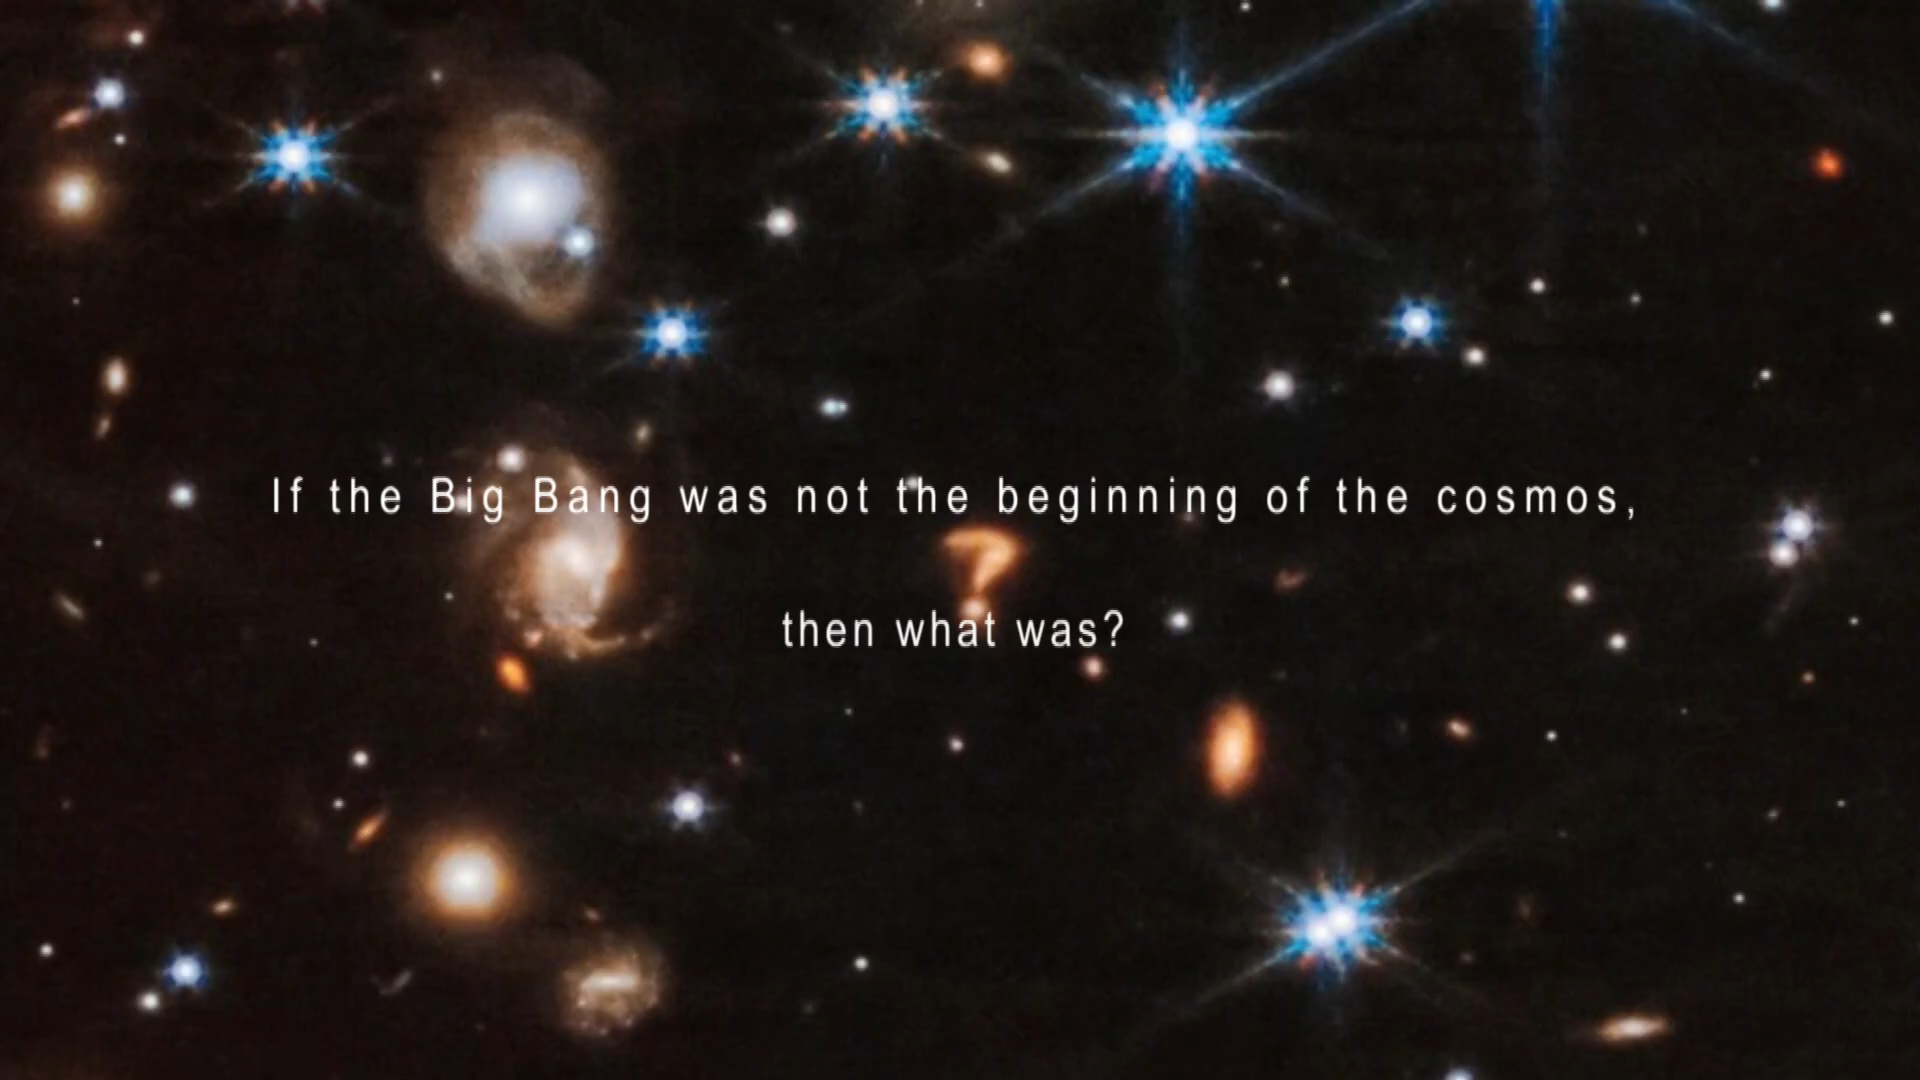 If the Big Bang was not the beginning of the cosmos,
then what was?